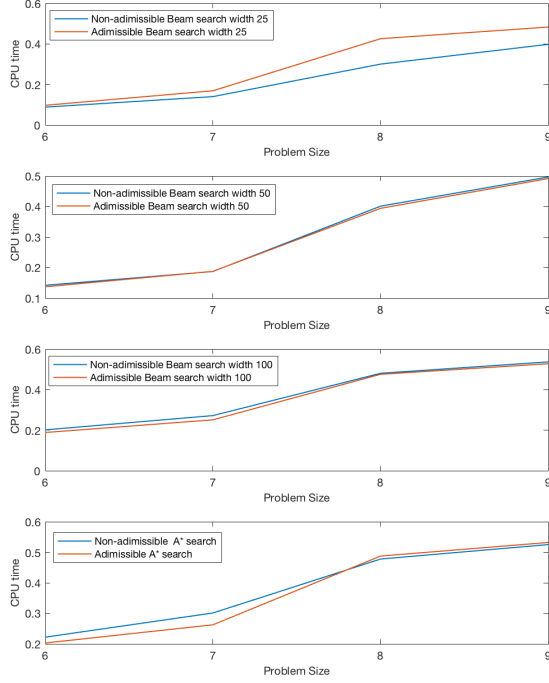 0.6
Non-adimissible Beam search width 25
Adimissible Beam search width 25
0.4
CPU time
0.2
0
6 7 8 9
Problem Size
0.5
Non-adimissible Beam search width 50
Adimissible Beam search width 50
0.4
CPU time
0.3
0.2
0.1
6 7 8 9
Problem Size
0.6
Non-adimissible Beam search width 100
Adimissible Beam search width 100
0.4
CPU time
0.2
0
6 7 8 9
Problem Size
0.6
Non-adimissible A* search
Adimissible A* search
0.5
CPU time
0.4
0.3
0.2
6 7 8 9
Problem Size